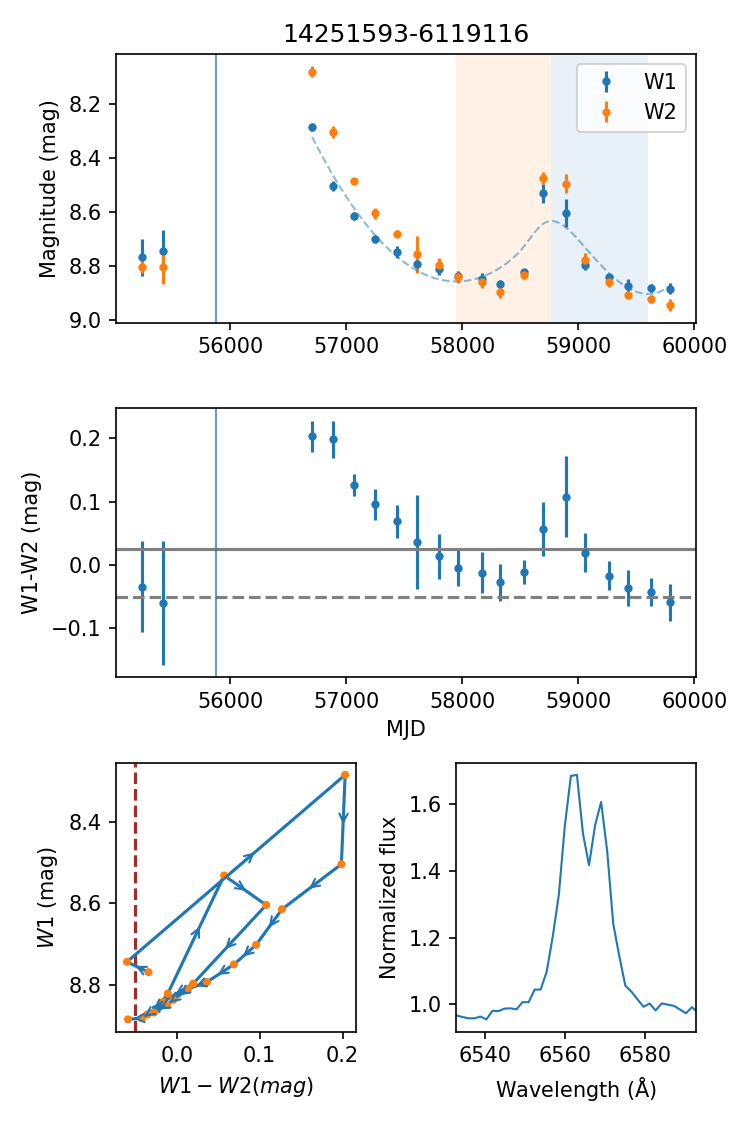 14251593-6119116
Magnitude (mag)
8.2
8.4
8.6
8.8
9.0
W1
W2
56000 57000 58000 59000 60000
W1-W2 (mag)
0.2
0.1
0.0
−0.1
56000 57000 58000 59000 60000
MJD
W1 (mag)
8.4
8.6
8.8
0.0 0.1 0.2
W1 − W2(mag)
Normalized flux
1.6
1.4
1.2
1.0
6540 6560 6580
Wavelength (Å)